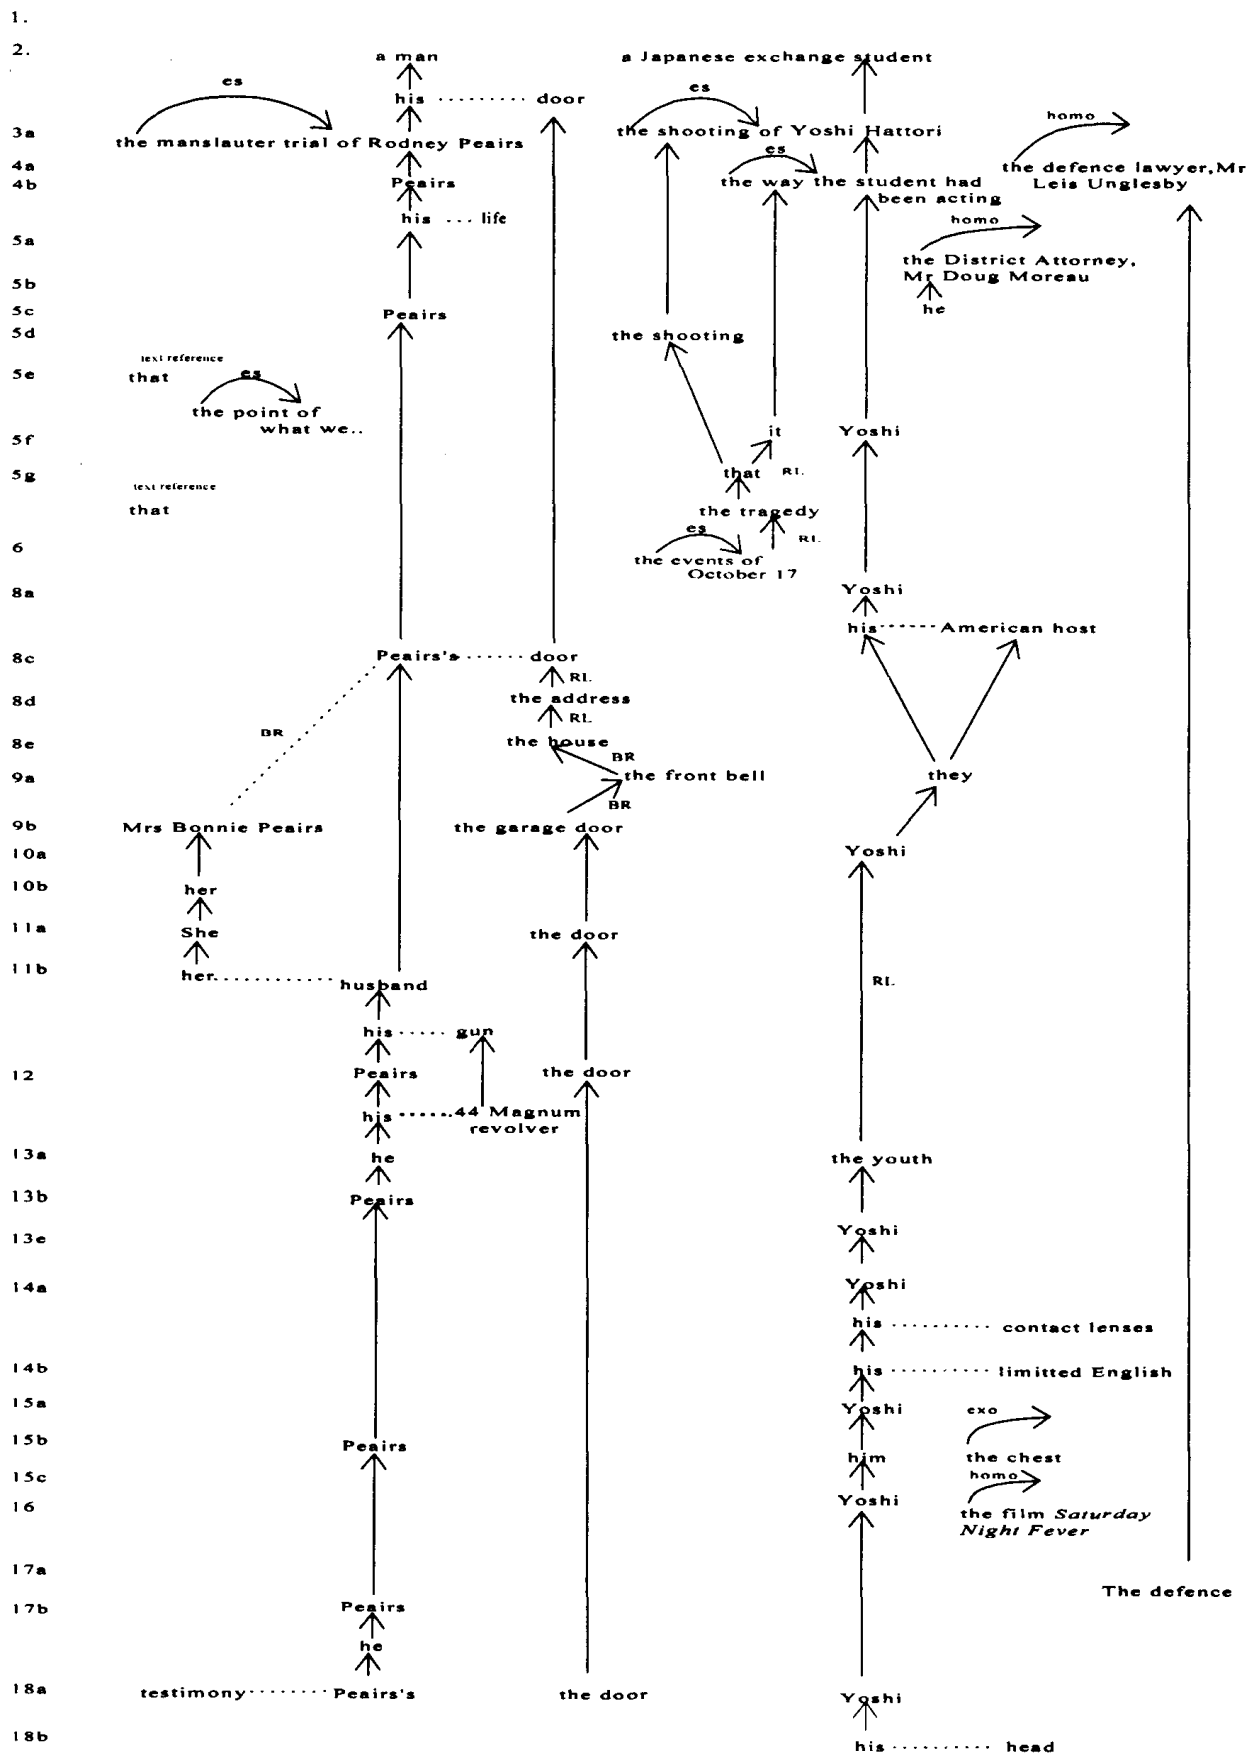 1.
2.
a man
a Japanese exchange student
es
his ........ door
es
3a
the manslauter trial of Rodney Peairs
the shooting of Yoshi Hattori
homo
4a
es
the defence lawyer,Mr
Leis Unglesby
4b
Peairs
the way the student had
been acting
his ... life
homo
5a
the District Attorney,
Mr Doug Moreau
5b
5c
Peairs
he
5d
the shooting
text reference
5e
that
es
the point of
what we..
5f
it
Yoshi
5g
that RL
text reference
that
the tragedy
es
RL
6
the events of
October 17
8a
Yoshi
his ....... American host
8c
Peairs's ....... door
RL
8d
the address
RL
BR
8e
the house
BR
9a
the front bell
they
BR
9b
Mrs Bonnie Peairs
the garage door
10a
Yoshi
10b
her
11a
She
the door
11b
her ............ husband
RL
his ..... gun
12
Peairs
the door
his ...... 44 Magnum
revolver
13a
he
the youth
13b
Peairs
13e
Yoshi
14a
Yoshi
his .......... contact lenses
14b
his .......... limitted English
15a
Yoshi
exo
15b
Peairs
him
the chest
15c
homo
16
Yoshi
the film Saturday
Night Fever
17a
The defence
17b
Peairs
he
18a
testimony ........ Peairs's
the door
Yoshi
18b
his .......... head